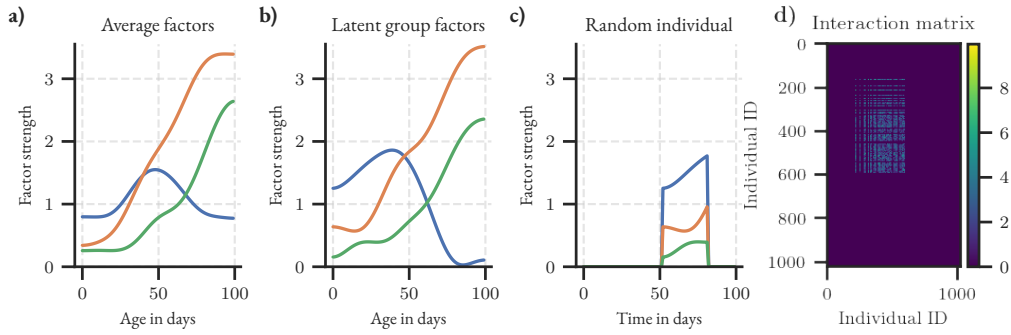 a)
Average factors
Factor strength
3
2
1
0
0
50
100
Age in days
b)
Latent group factors
Factor strength
3
2
1
0
0
50
100
Age in days
c)
Random individual
Factor strength
3
2
1
0
0
50
100
Time in days
d)
Interaction matrix
Individual ID
0
200
400
600
800
1000
0
1000
Individual ID
8
6
4
2
0